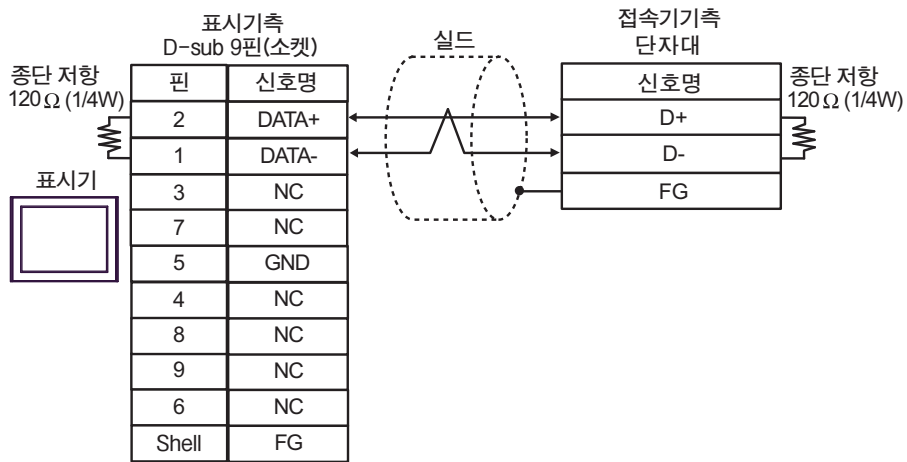 표시기측
D-sub 9핀(소켓)
실드
접속기기측
단자대
종단 저항
120Ω (1/4W)
핀 신호명
2 DATA+
1 DATA-
3 NC
7 NC
5 GND
4 NC
8 NC
9 NC
6 NC
Shell FG
표시기
신호명
D+
D-
FG
종단 저항
120Ω (1/4W)